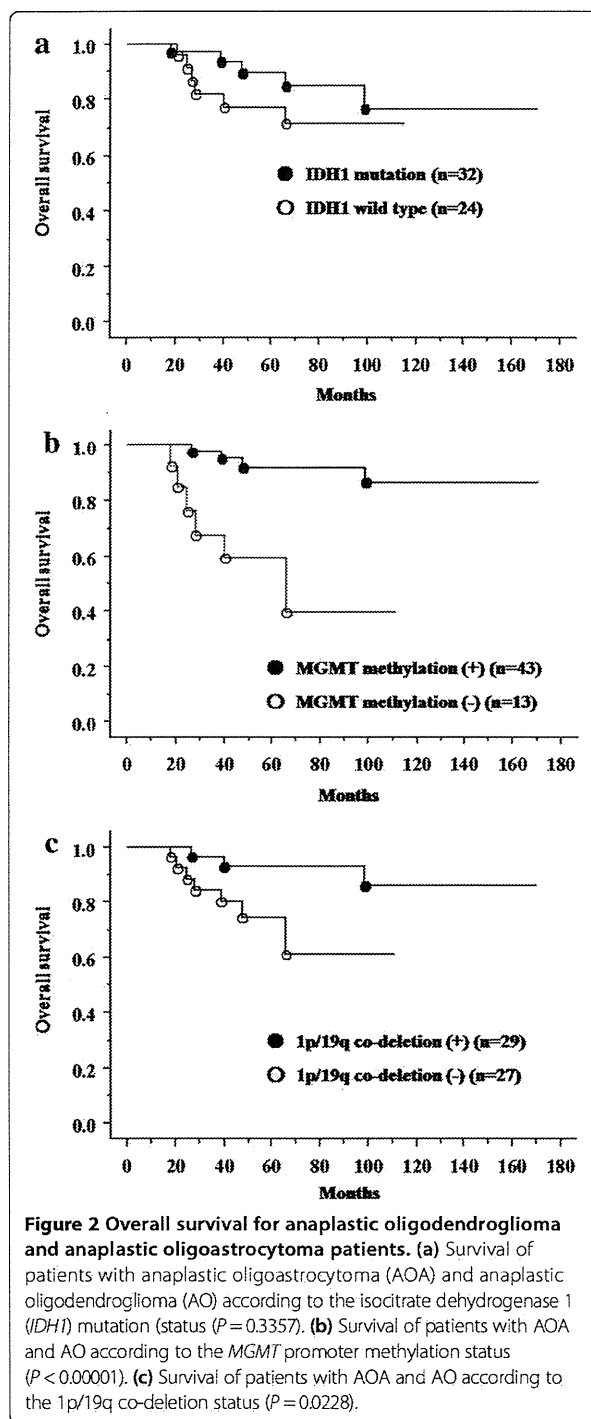 a
1.0
0.8
0.6
0.4
0.2
0.0
Overall survival
IDH1 mutation (n=32)
IDH1 wild type (n=24)
0 20 40 60 80 100 120 140 160 180
Months
b
1.0
0.8
0.6
0.4
0.2
0.0
Overall survival
MGMT methylation (+) (n=43)
MGMT methylation (-) (n=13)
0 20 40 60 80 100 120 140 160 180
Months
c
1.0
0.8
0.6
0.4
0.2
0.0
Overall survival
1p/19q co-deletion (+) (n=29)
1p/19q co-deletion (-) (n=27)
0 20 40 60 80 100 120 140 160 180
Months
Figure 2 Overall survival for anaplastic oligodendroglioma
and anaplastic oligoastrocytoma patients. (a) Survival of
patients with anaplastic oligoastrocytoma (AOA) and anaplastic
oligodendroglioma (AO) according to the isocitrate dehydrogenase 1
(IDH1) mutation (status (P = 0.3357). (b) Survival of patients with AOA
and AO according to the MGMT promoter methylation status
(P < 0.00001). (c) Survival of patients with AOA and AO according to
the 1p/19q co-deletion status (P = 0.0228).